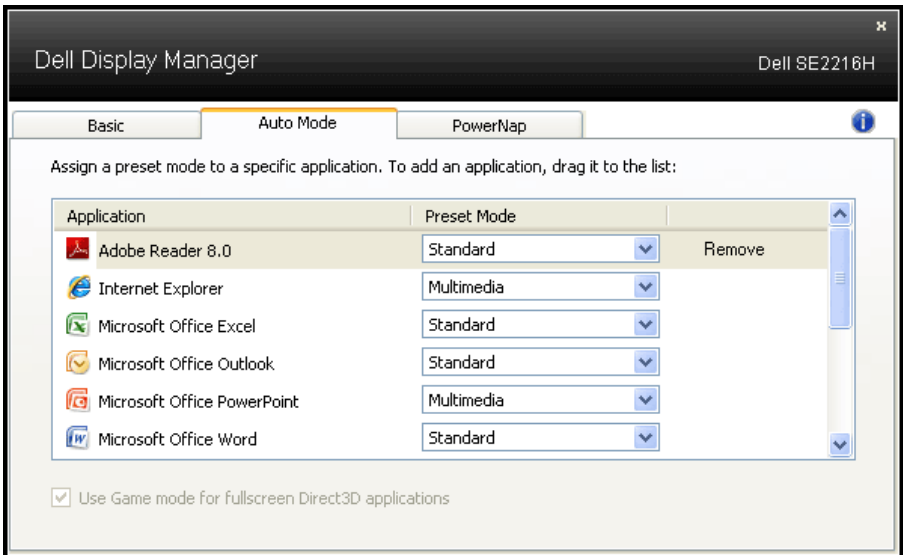 x
Dell Display Manager
Dell SE2216H
Basic Auto Mode PowerNap
Assign a preset mode to a specific application. To add an application, drag it to the list:
Application Preset Mode
Adobe Reader 8.0 Standard Remove
Internet Explorer Multimedia
Microsoft Office Excel Standard
Microsoft Office Outlook Standard
Microsoft Office PowerPoint Multimedia
Microsoft Office Word Standard
Use Game mode for fullscreen Direct3D applications